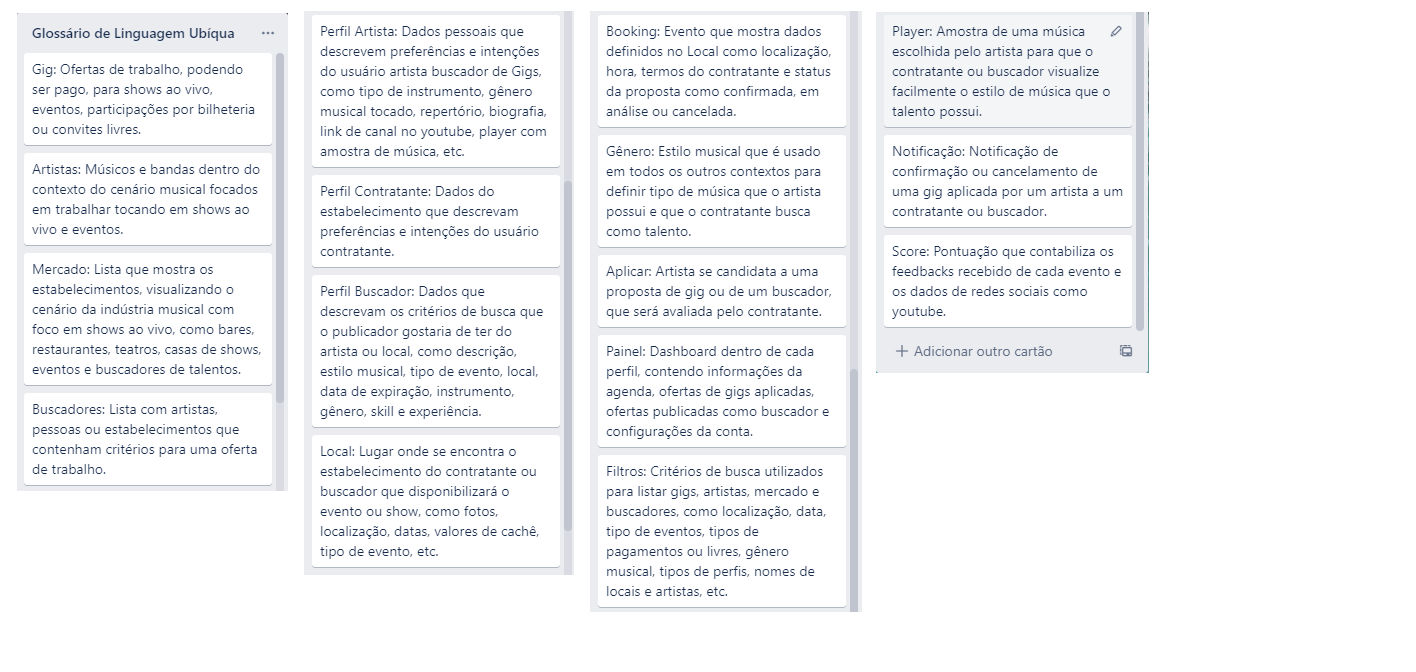 Glossário de Linguagem Ubíqua
Gig: Ofertas de trabalho, podendo
ser pago, para shows ao vivo,
eventos, participações por bilheteria
ou convites livres.
Artistas: Músicos e bandas dentro do
contexto do cenário musical focados
em trabalhar tocando em shows ao
vivo e eventos.
Mercado: Lista que mostra os
estabelecimentos, visualizando o
cenário da indústria musical com
foco em shows ao vivo, como bares,
restaurantes, teatros, casas de shows,
eventos e buscadores de talentos.
Buscadores: Lista com artistas,
pessoas ou estabelecimentos que
contenham critérios para uma oferta
de trabalho.
Perfil Artista: Dados pessoais que
descrevem preferências e intenções
do usuário artista buscador de Gigs,
como tipo de instrumento, gênero
musical tocado, repertório, biografia,
link de canal no youtube, player com
amostra de música, etc.
Perfil Contratante: Dados do
estabelecimento que descrevam
preferências e intenções do usuário
contratante.
Perfil Buscador: Dados que
descrevam os critérios de busca que
o publicador gostaria de ter do
artista ou local, como descrição,
estilo musical, tipo de evento, local,
data de expiração, instrumento,
gênero, skill e experiência.
Local: Lugar onde se encontra o
estabelecimento do contratante ou
buscador que disponibilizará o
evento ou show, como fotos,
localização, datas, valores de cachê,
tipo de evento, etc.
Booking: Evento que mostra dados
definidos no Local como localização,
hora, termos do contratante e status
da proposta como confirmada, em
análise ou cancelada.
Gênero: Estilo musical que é usado
em todos os outros contextos para
definir tipo de música que o artista
possui e que o contratante busca
como talento.
Aplicar: Artista se candidata a uma
proposta de gig ou de um buscador,
que será avaliada pelo contratante.
Painel: Dashboard dentro de cada
perfil, contendo informações da
agenda, ofertas de gigs aplicadas,
ofertas publicadas como buscador e
configurações da conta.
Filtros: Critérios de busca utilizados
para listar gigs, artistas, mercado e
buscadores, como localização, data,
tipo de eventos, tipos de
pagamentos ou livres, gênero
musical, tipos de perfis, nomes de
locais e artistas, etc.
Player: Amostra de uma música
escolhida pelo artista para que o
contratante ou buscador visualize
facilmente o estilo de música que o
talento possui.
Notificação: Notificação de
confirmação ou cancelamento de
uma gig aplicada por um artista a um
contratante ou buscador.
Score: Pontuação que contabiliza os
feedbacks recebido de cada evento e
os dados de redes sociais como
youtube.
Adicionar outro cartão